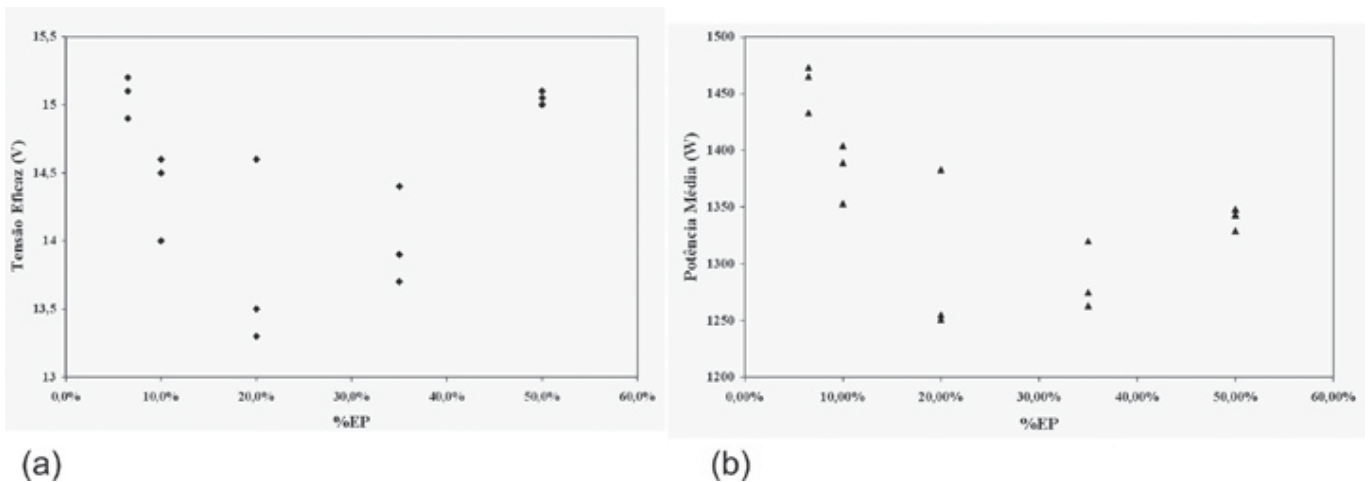 15,5
15
14,5
14
13,5
13
Tensão Eficaz (V)
0,0% 10,0% 20,0% 30,0% 40,0% 50,0% 60,0%
%EP
(a)
1500
1450
1400
1350
1300
1250
1200
Potência Média (W)
0,00% 10,00% 20,00% 30,00% 40,00% 50,00% 60,00%
%EP
(b)